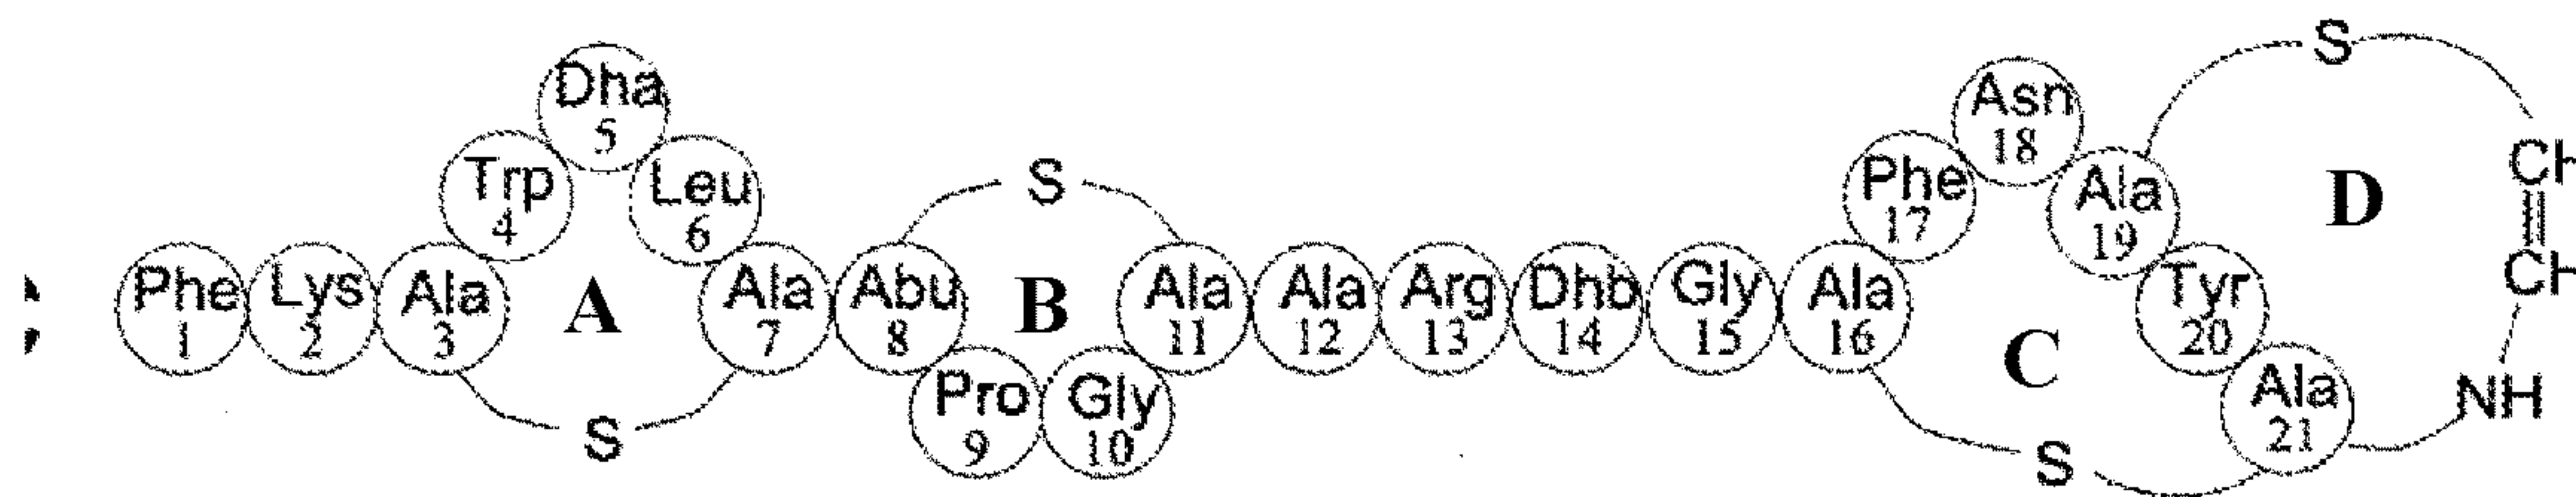 S
Dha 5
Asn 18
Trp 4
Leu 6
S
Phe 17
Ala 19
D
CH
Phe 1 Lys 2 Ala 3 A Ala 7 Abu 8 B Ala 11 Ala 12 Arg 13 Dhb 14 Gly 15 Ala 16 C Tyr 20 CH
Pro 9 Gly 10 Ala 21 NH
S
S